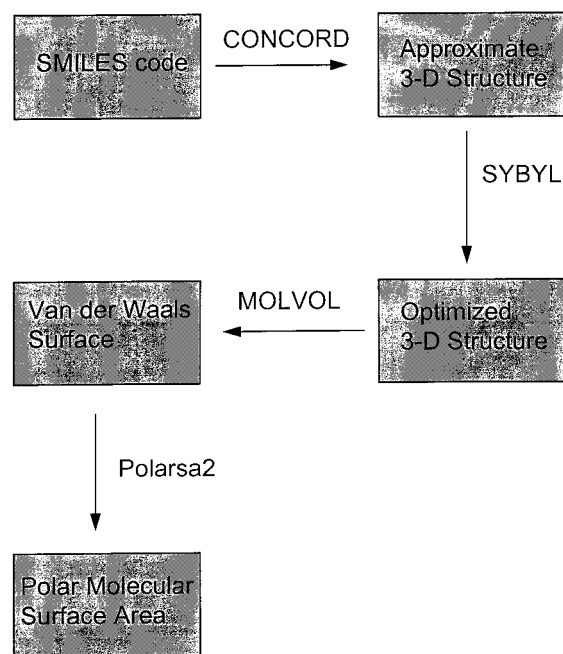 SMILES code
CONCORD
Approximate
3-D Structure
SYBYL
Optimized
3-D Structure
MOLVOL
Van der Waals
Surface
Polarsa2
Polar Molecular
Surface Area